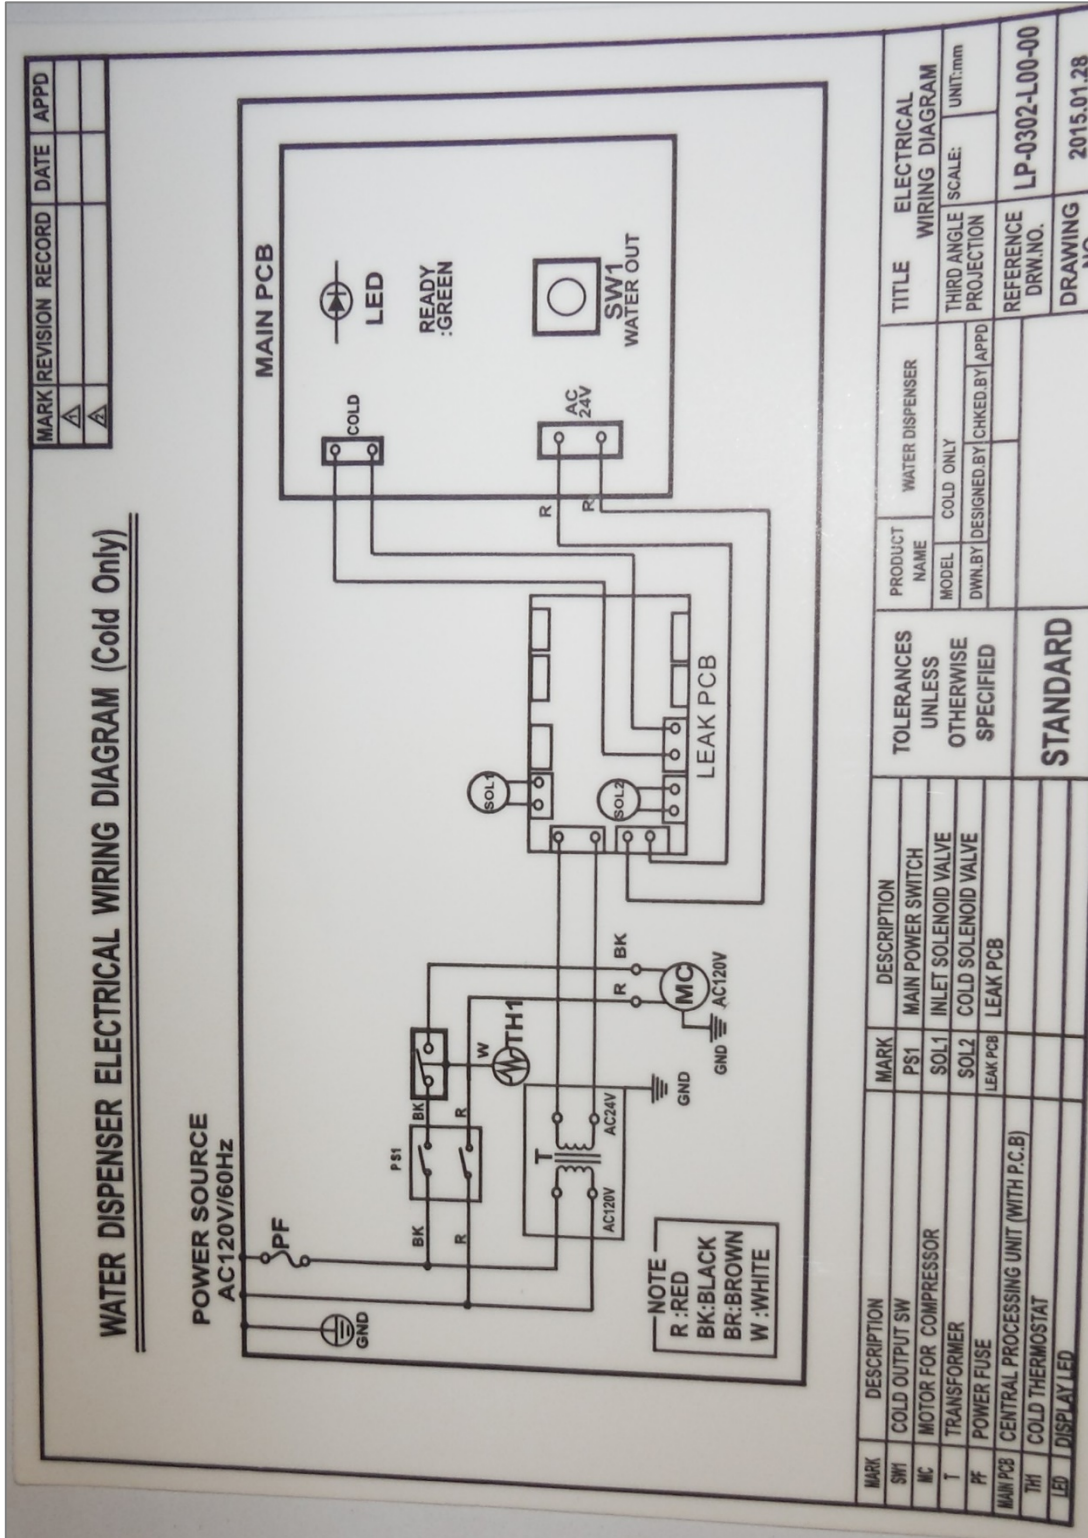 WATER DISPENSER ELECTRICAL WIRING DIAGRAM (Cold Only)
MARK REVISION RECORD DATE APPD
1
2
POWER SOURCE
AC120V/60Hz
PF
GND
BK
R
PS1
BK
R
W
TH1
T
AC120V
AC24V
GND
R
BK
MC
AC120V
GND
SOL1
SOL2
LEAK PCB
MAIN PCB
COLD
LED
READY
:GREEN
AC
24V
R
R
SW1
WATER OUT
NOTE
R :RED
BK:BLACK
BR:BROWN
W :WHITE
MARK DESCRIPTION MARK DESCRIPTION
SW1 COLD OUTPUT SW PS1 MAIN POWER SWITCH
MC MOTOR FOR COMPRESSOR SOL1 INLET SOLENOID VALVE
T TRANSFORMER SOL2 COLD SOLENOID VALVE
PF POWER FUSE LEAK PCB LEAK PCB
MAIN PCB CENTRAL PROCESSING UNIT (WITH P.C.B)
TH1 COLD THERMOSTAT
LED DISPLAY LED
TOLERANCES
UNLESS
OTHERWISE
SPECIFIED
STANDARD
PRODUCT
NAME
WATER DISPENSER
MODEL COLD ONLY
DWN.BY DESIGNED.BY CHKED.BY APPD
TITLE ELECTRICAL
WIRING DIAGRAM
THIRD ANGLE
PROJECTION
SCALE: UNIT:mm
REFERENCE
DRW.NO.
LP-0302-L00-00
DRAWING
2015.01.28